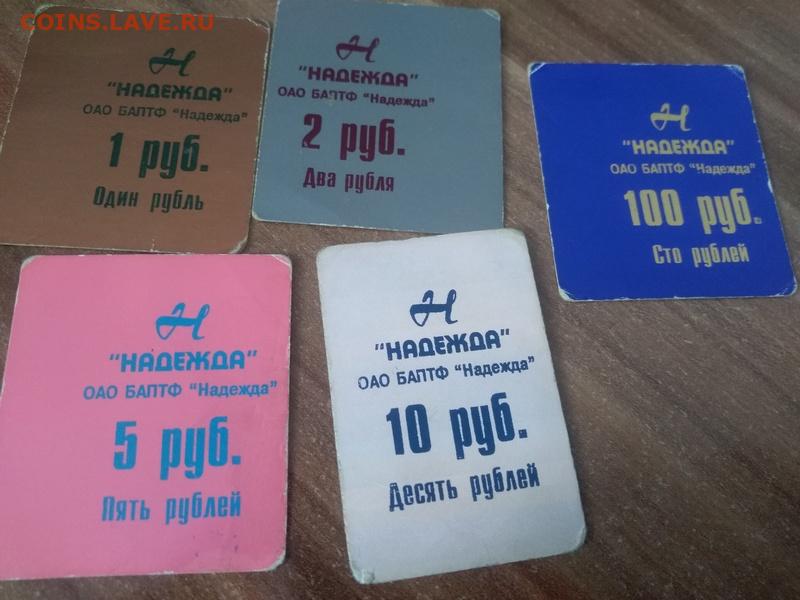 COINS.LAVE.РУ
Н
"НАДЕЖДА"
ОАО БАПТФ "Надежда"
1 руб.
Один рубль
Н
"НАДЕЖДА"
ОАО БАПТФ "Надежда"
2 руб.
Два рубля
Н
"НАДЕЖДА"
ОАО БАПТФ "Надежда"
100 руб.
Сто рублей
Н
"НАДЕЖДА"
ОАО БАПТФ "Надежда"
5 руб.
Пять рублей
Н
"НАДЕЖДА"
ОАО БАПТФ "Надежда"
10 руб.
Десять рублей